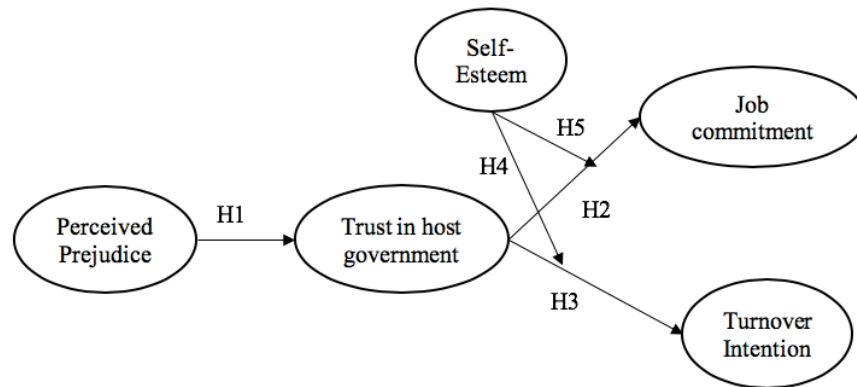 Self-
Esteem
Job
commitment
H5
H4
H1
H2
Perceived
Prejudice
Trust in host
government
H3
Turnover
Intention